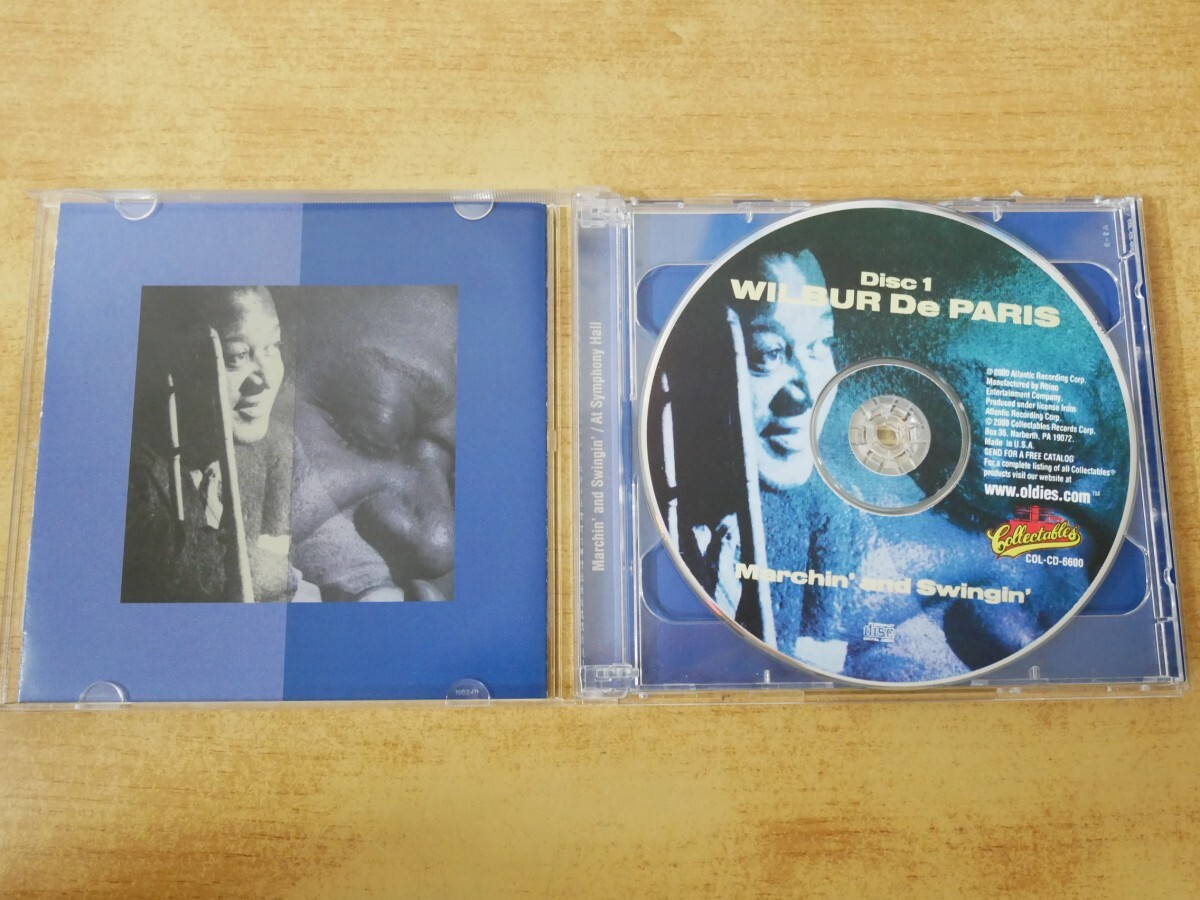 Marchin' and Swingin' / At Symphony Hall
Disc 1
WILBUR De PARIS
℗ 2000 Atlantic Recording Corp.
Manufactured by Rhino
Entertainment Company.
Produced under license from
Atlantic Recording Corp.
© 2000 Collectables Records Corp.
Box 35, Narberth, PA 19072.
Made in U.S.A.
SEND FOR A FREE CATALOG
For a complete listing of all Collectables®
products visit our website at
www.oldies.com™
Collectables
COL-CD-6600
Marchin' and Swingin'
disc